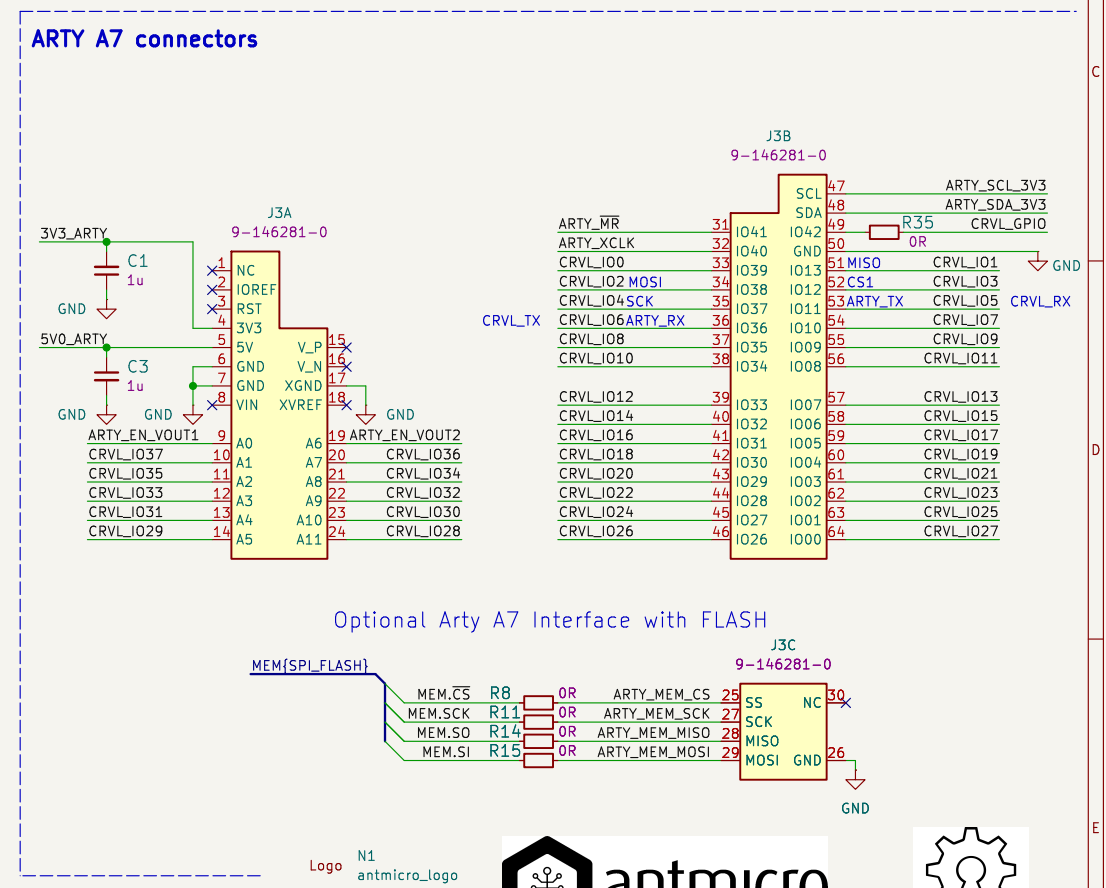 ARTY A7 connectors
C
J3B
9-146281-0
47 ARTY_SCL_3V3
SCL
48 ARTY_SDA_3V3
SDA
J3A
9-146281-0
3V3_ARTY
C1
1u
GND
5V0_ARTY
C3
1u
GND
GND
1 NC
2 IOREF
3 RST
4 3V3
5 5V
6 GND
7 GND
8 VIN
V_P 15
V_N 16
XGND 17
XVREF 18
GND
ARTY_EN_VOUT1 9 A0 A6 19 ARTY_EN_VOUT2
CRVL_IO37 10 A1 A7 20 CRVL_IO36
CRVL_IO35 11 A2 A8 21 CRVL_IO34
CRVL_IO33 12 A3 A9 22 CRVL_IO32
CRVL_IO31 13 A4 A10 23 CRVL_IO30
CRVL_IO29 14 A5 A11 24 CRVL_IO28
ARTY_MR 31 IO41 IO42 49 R35 0R CRVL_GPIO
ARTY_XCLK 32 IO40 GND 50 GND
CRVL_IO0 33 IO39 IO13 51 MISO CRVL_IO1
CRVL_IO2 MOSI 34 IO38 IO12 52 CS1 CRVL_IO3
CRVL_IO4 SCK 35 IO37 IO11 53 ARTY_TX CRVL_IO5 CRVL_RX
CRVL_TX CRVL_IO6 ARTY_RX 36 IO36 IO10 54 CRVL_IO7
CRVL_IO8 37 IO35 IO09 55 CRVL_IO9
CRVL_IO10 38 IO34 IO08 56 CRVL_IO11
CRVL_IO12 39 IO33 IO07 57 CRVL_IO13
CRVL_IO14 40 IO32 IO06 58 CRVL_IO15
CRVL_IO16 41 IO31 IO05 59 CRVL_IO17
CRVL_IO18 42 IO30 IO04 60 CRVL_IO19
CRVL_IO20 43 IO29 IO03 61 CRVL_IO21
CRVL_IO22 44 IO28 IO02 62 CRVL_IO23
CRVL_IO24 45 IO27 IO01 63 CRVL_IO25
CRVL_IO26 46 IO26 IO00 64 CRVL_IO27
D
Optional Arty A7 Interface with FLASH
J3C
9-146281-0
MEM{SPI_FLASH}
MEM.CS R8 0R ARTY_MEM_CS 25 SS NC 30
MEM.SCK R11 0R ARTY_MEM_SCK 27 SCK
MEM.SO R14 0R ARTY_MEM_MISO 28 MISO
MEM.SI R15 0R ARTY_MEM_MOSI 29 MOSI GND 26
GND
E
Logo
N1
antmicro_logo
antmicro